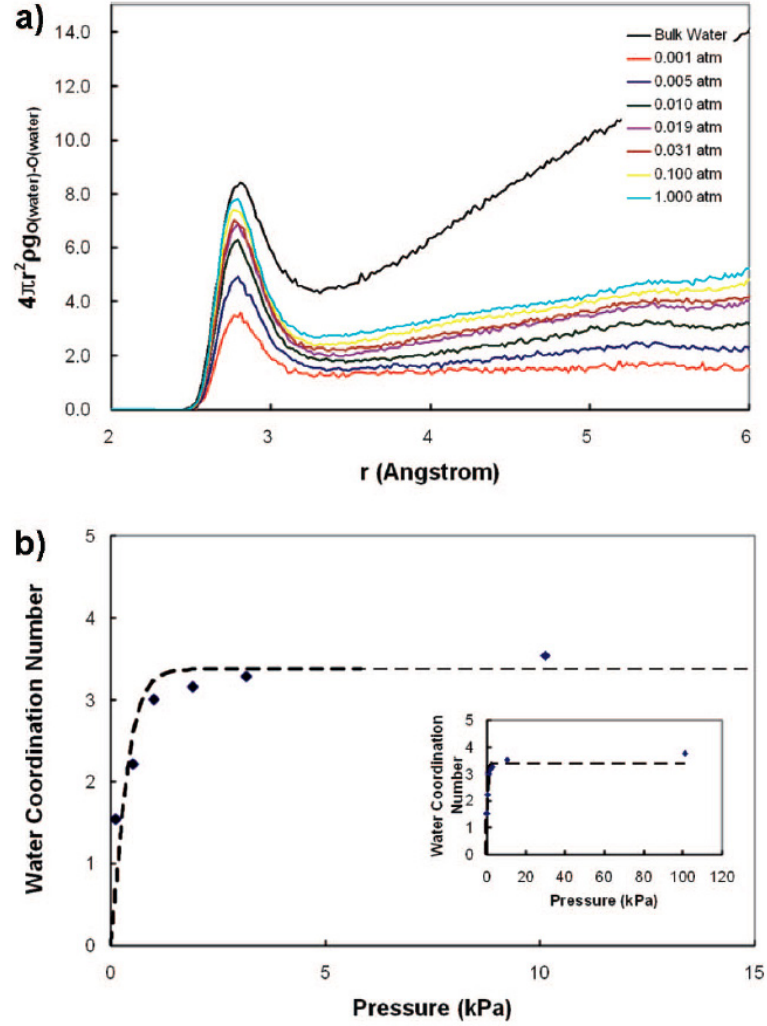 a)
14.0
12.0
10.0
8.0
6.0
4.0
2.0
0.0
4πr²ρgO(water)-O(water)
Bulk Water
0.001 atm
0.005 atm
0.010 atm
0.019 atm
0.031 atm
0.100 atm
1.000 atm
2 3 4 5 6
r (Angstrom)
b)
5
4
3
2
1
0
Water Coordination Number
0 5 10 15
Pressure (kPa)
5
4
3
2
1
0
Water Coordination
Number
0 20 40 60 80 100 120
Pressure (kPa)